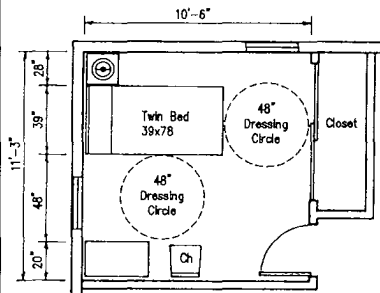 10'-6"
28"
39"
11'-3"
48"
20"
Twin Bed
39x78
48"
Dressing
Circle
Closet
48"
Dressing
Circle
Ch